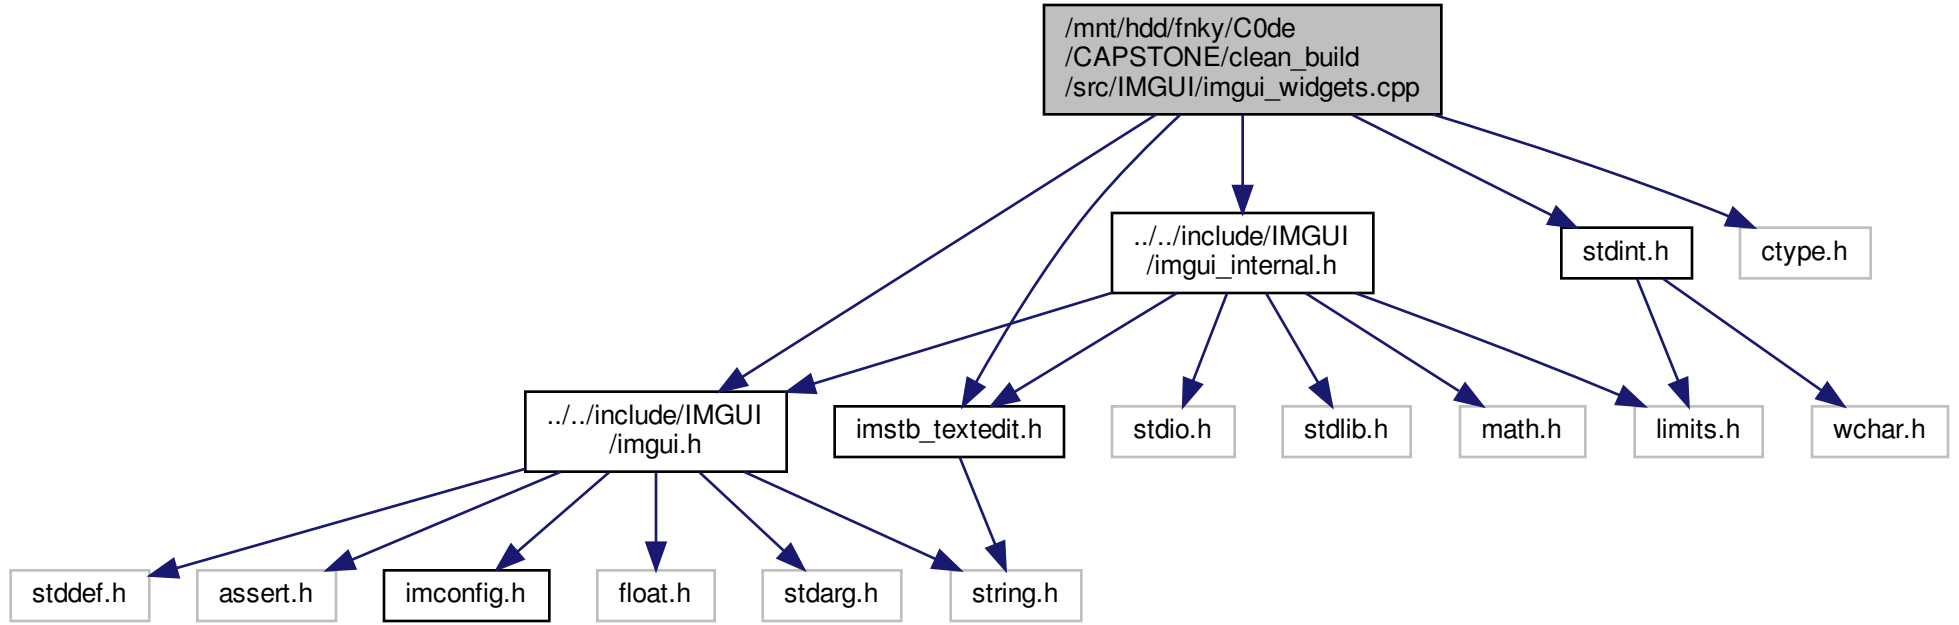 /mnt/hdd/fnky/C0de
/CAPSTONE/clean_build
/src/IMGUI/imgui_widgets.cpp
../../include/IMGUI
/imgui_internal.h
stdint.h
ctype.h
../../include/IMGUI
/imgui.h
imstb_textedit.h
stdio.h
stdlib.h
math.h
limits.h
wchar.h
stddef.h
assert.h
imconfig.h
float.h
stdarg.h
string.h